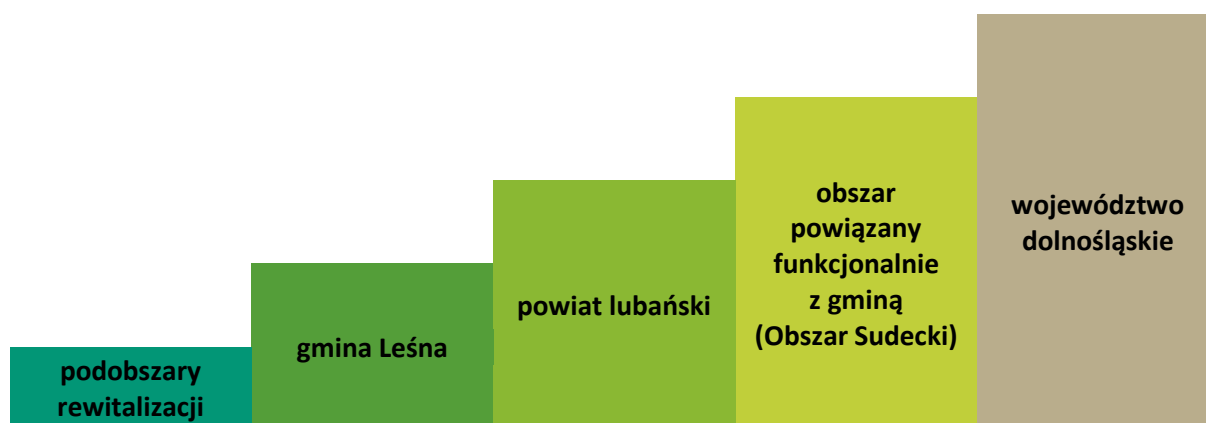 podobszary
rewitalizacji
gmina Leśna
powiat lubański
obszar
powiązany
funkcjonalnie
z gminą
(Obszar Sudecki)
województwo
dolnośląskie